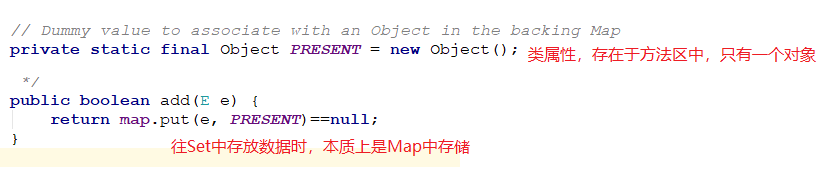 // Dummy value to associate with an Object in the backing Map
private static final Object PRESENT = new Object(); 类属性，存在于方法区中，只有一个对象
*/
public boolean add(E e) {
return map.put(e, PRESENT)==null;
}
往Set中存放数据时，本质上是Map中存储